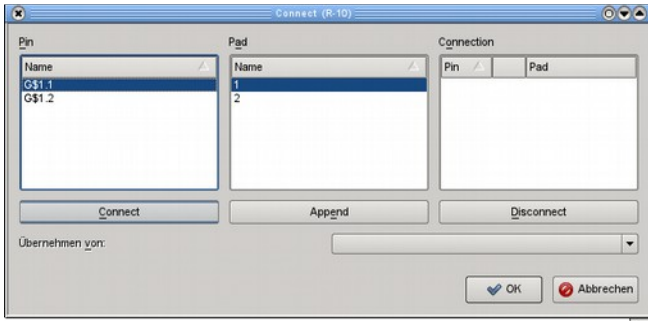 Connect (R-10)
Pin
Pad
Connection
Name
Name
Pin
Pad
G$1.1
1
G$1.2
2
Connect
Append
Disconnect
Übernehmen von:
OK
Abbrechen